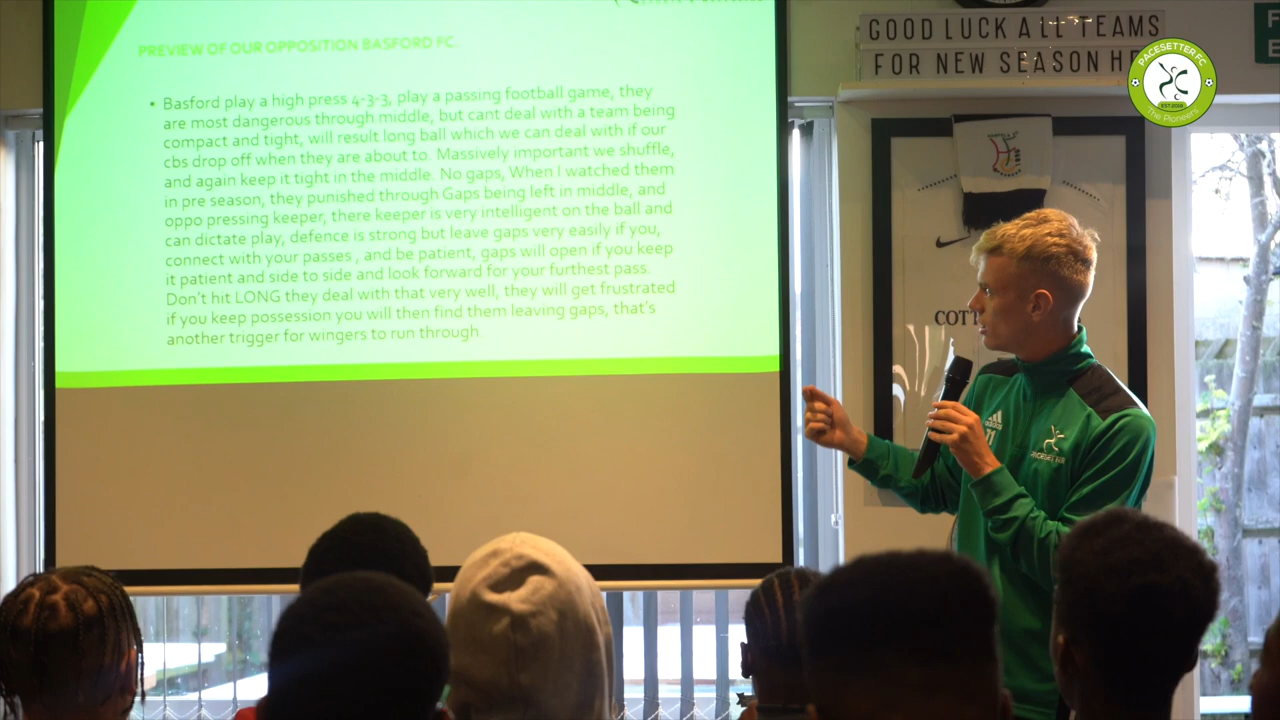 PREVIEW OF OUR OPPOSITION BASFORD FC.
• Basford play a high press 4-3-3, play a passing football game, they
are most dangerous through middle, but cant deal with a team being
compact and tight, will result long ball which we can deal with if our
cbs drop off when they are about to. Massively important we shuffle,
and again keep it tight in the middle. No gaps, When I watched them
in pre season, they punished through Gaps being left in middle, and
oppo pressing keeper, there keeper is very intelligent on the ball and
can dictate play, defence is strong but leave gaps very easily if you,
connect with your passes , and be patient, gaps will open if you keep
it patient and side to side and look forward for your furthest pass.
Don't hit LONG they deal with that very well, they will get frustrated
if you keep possession you will then find them leaving gaps, that's
another trigger for wingers to run through.
GOOD LUCK ALL TEAMS
FOR NEW SEASON HE
PACESETTER FC
EST. 2018
The Pioneers
COTT
adidas
PACESETTER